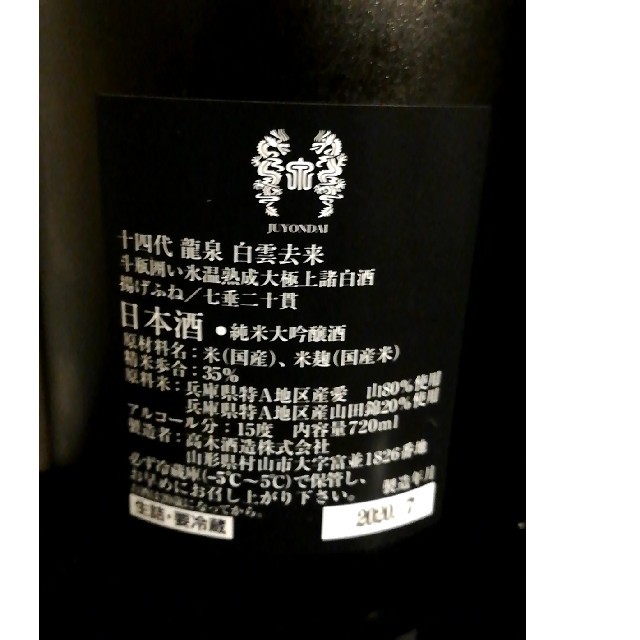 JUYONDAI
十四代 龍泉 白雲去来
斗瓶囲い氷温熟成大極上諸白酒
揚げふね/七垂二十貫
日本酒 ●純米大吟醸酒
原材料名:米(国産)、米麹(国産米)
精米歩合:35%
原料米:兵庫県特A地区産愛 山80%使用
兵庫県特A地区産山田錦20%使用
アルコール分:15度 内容量720ml
製造者:高木酒造株式会社
山形県村山市大字富並1826番地
必ず冷蔵庫(-5℃~5℃)で保管し、
お早めにお召し上がり下さい。
になってから。
製造年月
生詰・要冷蔵
2020. 7